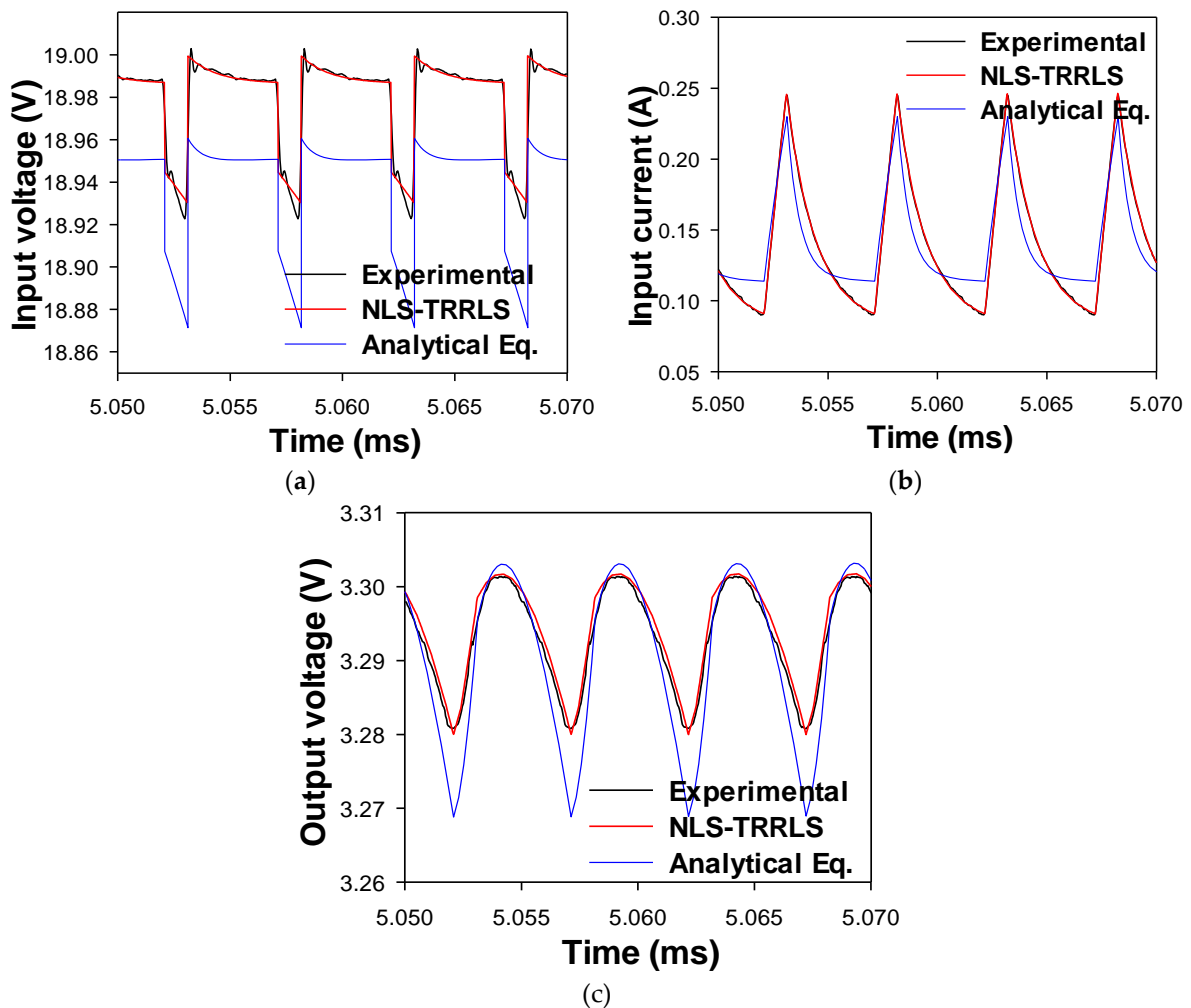 Input voltage (V)
19.00
18.98
18.96
18.94
18.92
18.90
18.88
18.86
Experimental
NLS-TRRLS
Analytical Eq.
5.050
5.055
5.060
5.065
5.070
Time (ms)
(a)
Input current (A)
0.30
0.25
0.20
0.15
0.10
0.05
Experimental
NLS-TRRLS
Analytical Eq.
5.050
5.055
5.060
5.065
5.070
Time (ms)
(b)
Output voltage (V)
3.31
3.30
3.29
3.28
3.27
3.26
Experimental
NLS-TRRLS
Analytical Eq.
5.050
5.055
5.060
5.065
5.070
Time (ms)
(c)